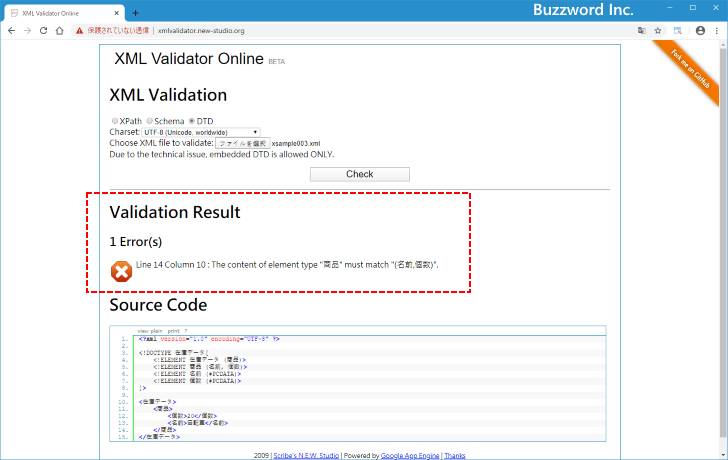 XML Validator Online
Buzzword Inc.
保護されていない通信 | xmlvalidator.new-studio.org
Fork me on GitHub
XML Validator Online BETA
XML Validation
XPath Schema DTD
Charset: UTF-8 (Unicode, worldwide)
Choose XML file to validate: ファイルを選択 xsample003.xml
Due to the technical issue, embedded DTD is allowed ONLY.
Check
Validation Result
1 Error(s)
Line 14 Column 10 : The content of element type "商品" must match "(名前,個数)".
Source Code
view plain print ?
1. <?xml version="1.0" encoding="UTF-8" ?>
2.
3. <!DOCTYPE 在庫データ[
4. <!ELEMENT 在庫データ (商品)>
5. <!ELEMENT 商品 (名前, 個数)>
6. <!ELEMENT 名前 (#PCDATA)>
7. <!ELEMENT 個数 (#PCDATA)>
8. ]>
9.
10. <在庫データ>
11. <商品>
12. <個数>20</個数>
13. <名前>自転車</名前>
14. </商品>
15. </在庫データ>
2009 | Scribe's N.E.W. Studio | Powered by Google App Engine | Thanks